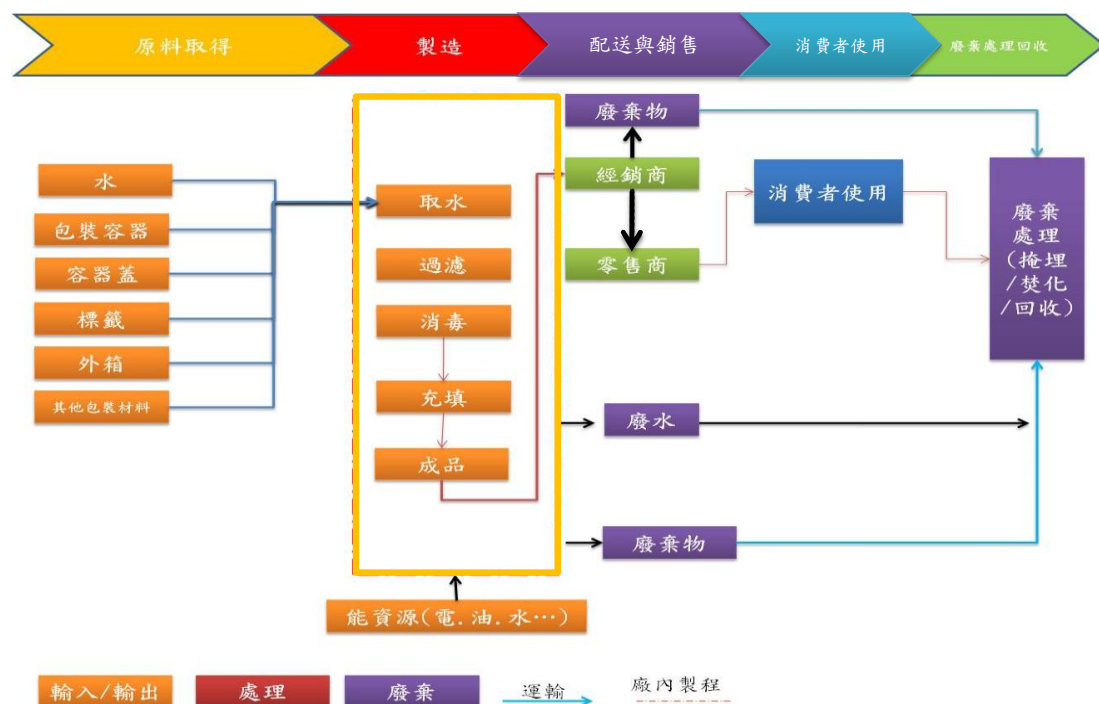 原料取得
製造
配送與銷售
消費者使用
廢棄處理回收
水
包裝容器
容器蓋
標籤
外箱
其他包裝材料
取水
過濾
消毒
充填
成品
能資源(電.油.水…)
廢棄物
經銷商
零售商
廢水
廢棄物
消費者使用
廢棄
處理
(掩埋
/焚化
/回收)
輸入/輸出
處理
廢棄
運輸
廠內製程